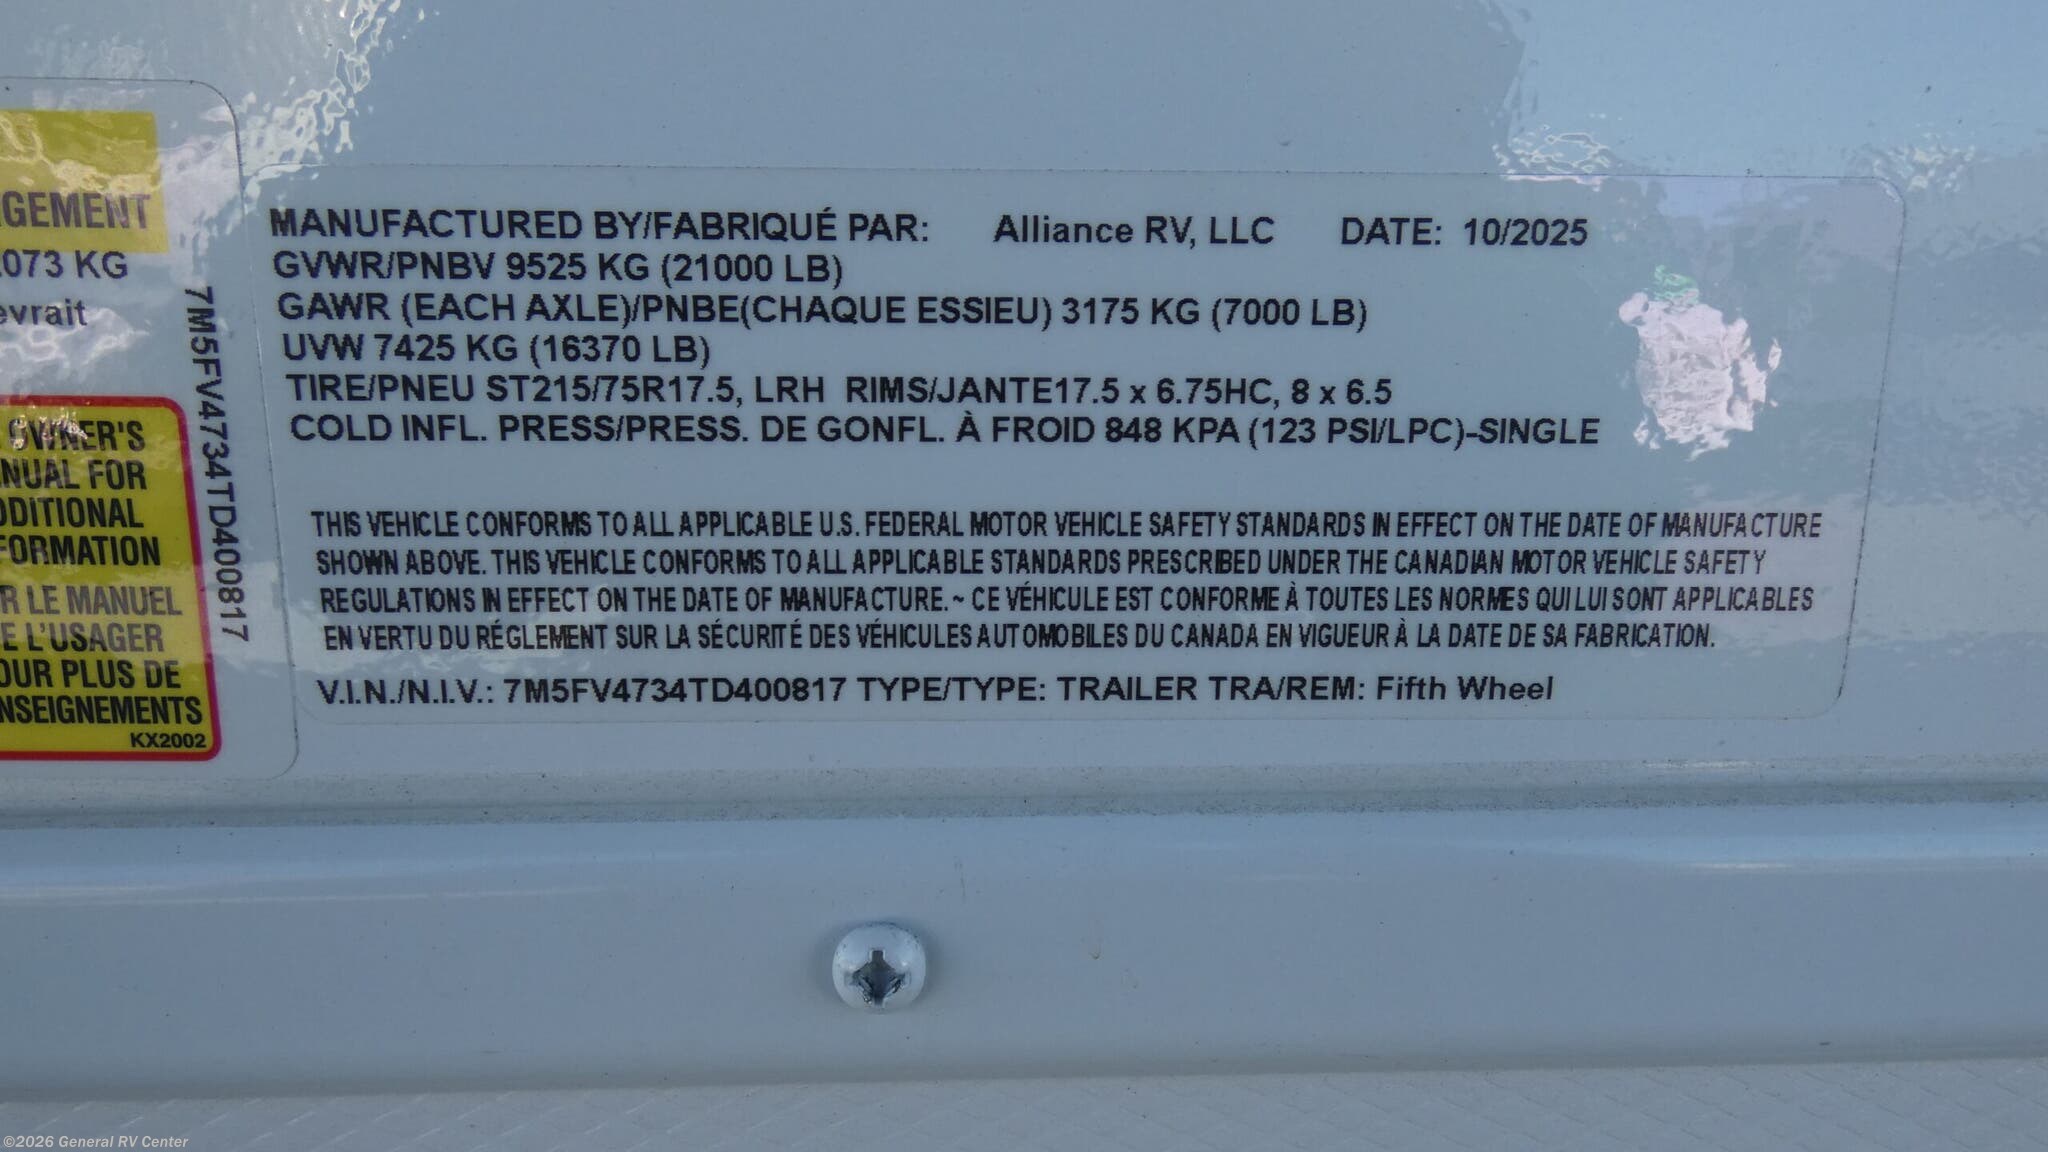 GEMENT
073 KG
evrait
OWNER'S
NUAL FOR
DDITIONAL
FORMATION
R LE MANUEL
E L'USAGER
OUR PLUS DE
NSEIGNEMENTS
KX2002
7M5FV4734TD400817
MANUFACTURED BY/FABRIQUÉ PAR: Alliance RV, LLC DATE: 10/2025
GVWR/PNBV 9525 KG (21000 LB)
GAWR (EACH AXLE)/PNBE(CHAQUE ESSIEU) 3175 KG (7000 LB)
UVW 7425 KG (16370 LB)
TIRE/PNEU ST215/75R17.5, LRH RIMS/JANTE17.5 x 6.75HC, 8 x 6.5
COLD INFL. PRESS/PRESS. DE GONFL. À FROID 848 KPA (123 PSI/LPC)-SINGLE
THIS VEHICLE CONFORMS TO ALL APPLICABLE U.S. FEDERAL MOTOR VEHICLE SAFETY STANDARDS IN EFFECT ON THE DATE OF MANUFACTURE
SHOWN ABOVE. THIS VEHICLE CONFORMS TO ALL APPLICABLE STANDARDS PRESCRIBED UNDER THE CANADIAN MOTOR VEHICLE SAFETY
REGULATIONS IN EFFECT ON THE DATE OF MANUFACTURE. ~ CE VÉHICULE EST CONFORME À TOUTES LES NORMES QUI LUI SONT APPLICABLES
EN VERTU DU RÉGLEMENT SUR LA SÉCURITÉ DES VÉHICULES AUTOMOBILES DU CANADA EN VIGUEUR À LA DATE DE SA FABRICATION.
V.I.N./N.I.V.: 7M5FV4734TD400817 TYPE/TYPE: TRAILER TRA/REM: Fifth Wheel
©2026 General RV Center